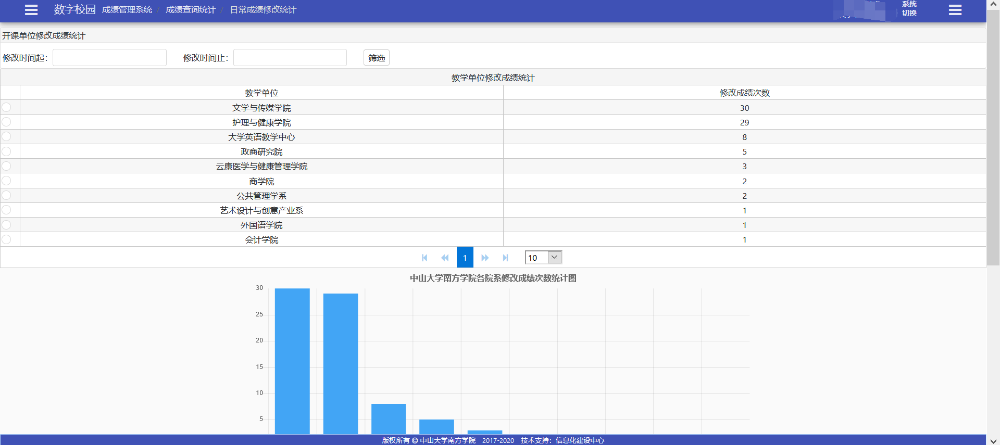 数字校园 成绩管理系统 / 成绩查询统计 / 日常成绩修改统计 系统切换
开课单位修改成绩统计
修改时间起： 修改时间止： 筛选
教学单位修改成绩统计
教学单位 修改成绩次数
文学与传媒学院 30
护理与健康学院 29
大学英语教学中心 8
政商研究院 5
云康医学与健康管理学院 3
商学院 2
公共管理学系 2
艺术设计与创意产业系 1
外国语学院 1
会计学院 1
1 10
中山大学南方学院各院系修改成绩次数统计图
30
25
20
15
10
5
版权所有 © 中山大学南方学院 2017-2020 技术支持：信息化建设中心